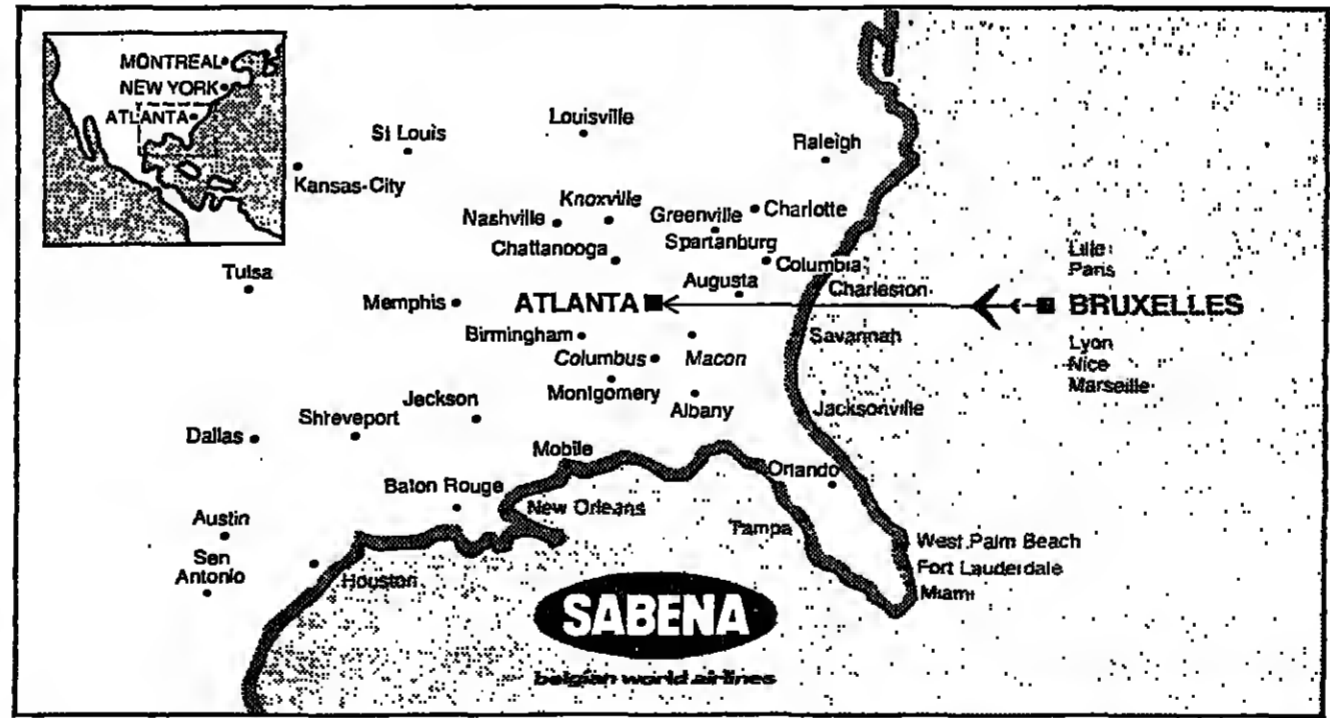 MONTREAL
NEW YORK
ATLANTA
St Louis
Louisville
Raleigh
Kansas-City
Knoxville
Nashville
Greenville
Charlotte
Chattanooga
Spartanburg
Columbia
Lille
Paris
Tulsa
Augusta
Charleston
Memphis
ATLANTA
BRUXELLES
Birmingham
Savannah
Columbus
Macon
Lyon
Nice
Marseille
Montgomery
Albany
Jackson
Shreveport
Jacksonville
Dallas
Mobile
Orlando
Baton Rouge
New Orleans
Austin
Tampa
West Palm Beach
San
Antonio
Fort Lauderdale
Houston
Miami
SABENA
belgian world airlines